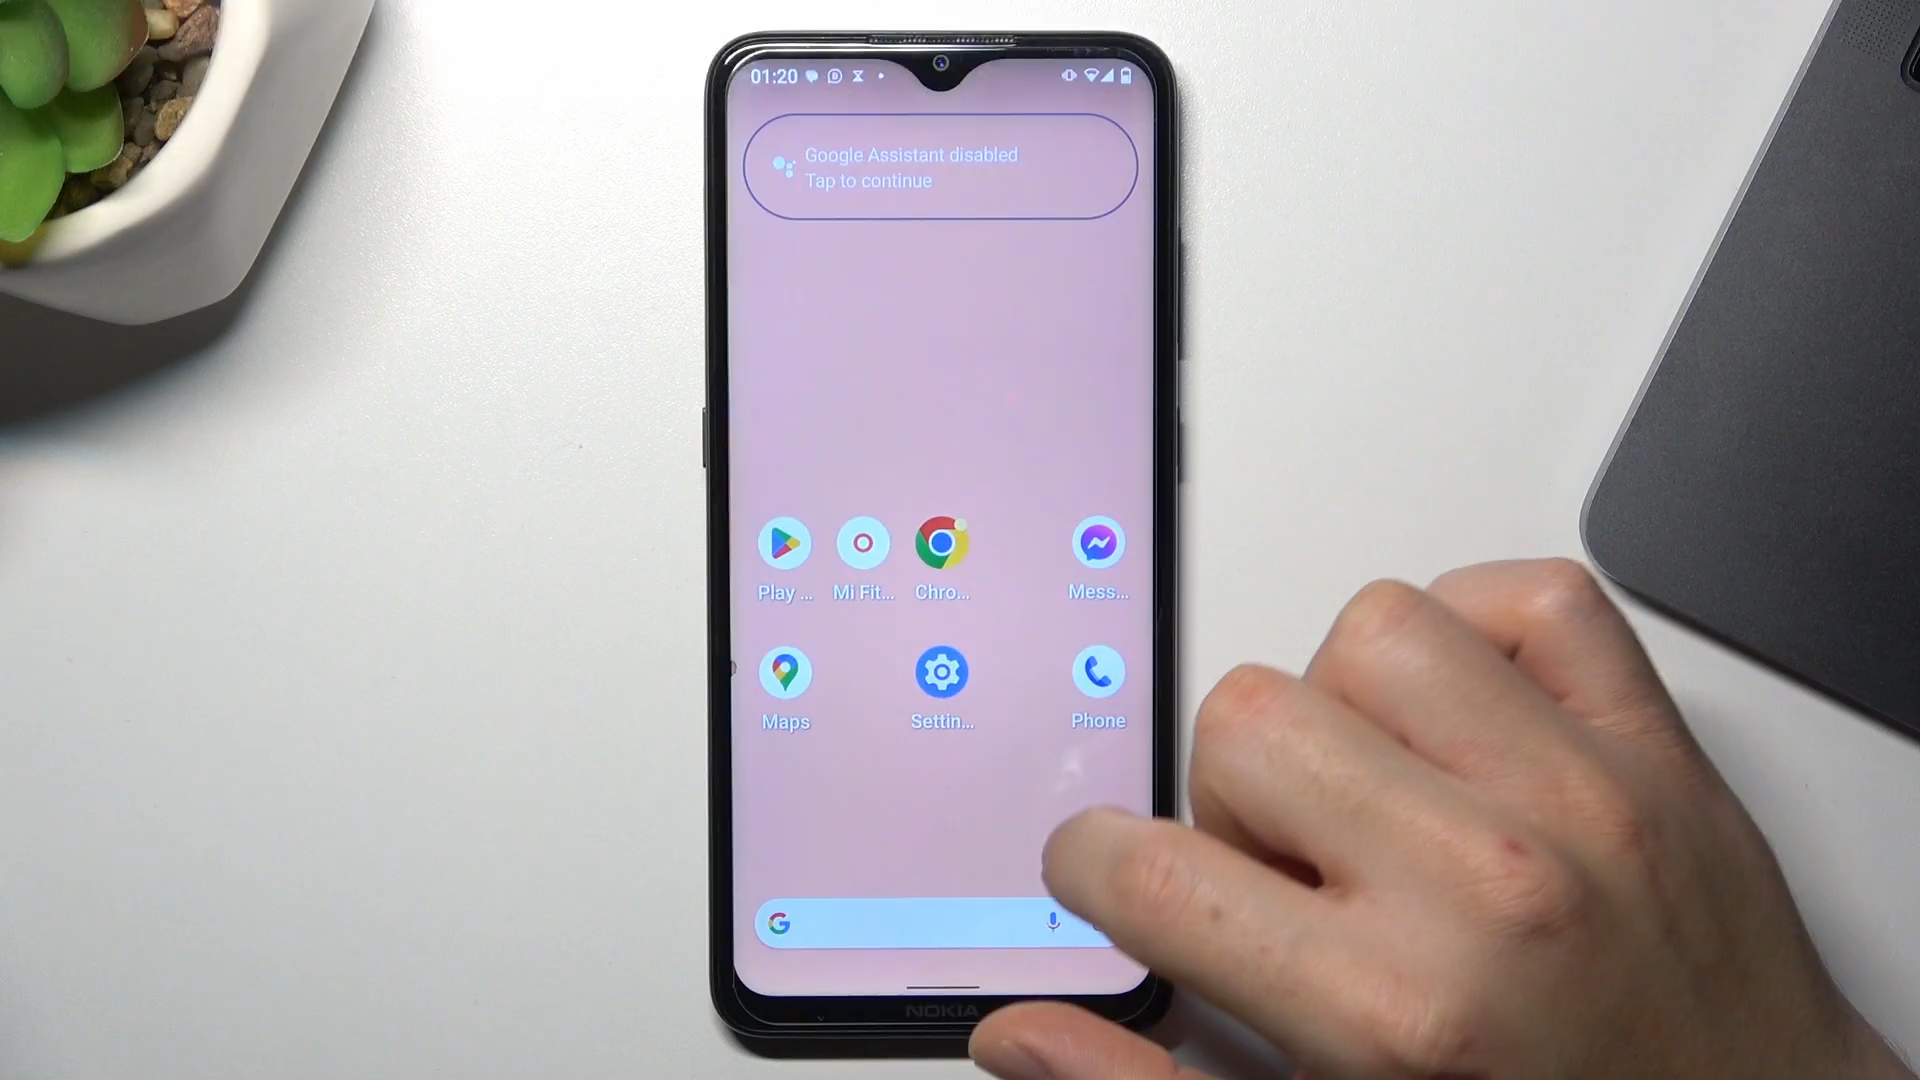 01:20
Google Assistant disabled
Tap to continue
Play ...
Mi Fit...
Chro...
Mess...
Maps
Settin...
Phone
NOKIA